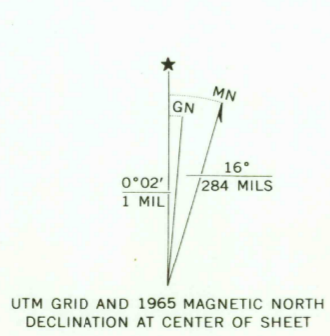 ★
MN
GN
16°
284 MILS
0°02'
1 MIL
UTM GRID AND 1965 MAGNETIC NORTH
DECLINATION AT CENTER OF SHEET